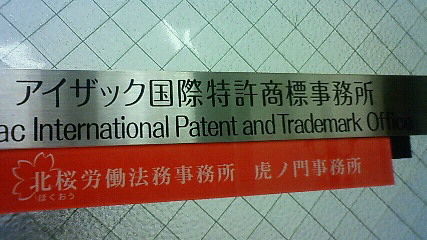 アイザック国際特許商標事務所
ac International Patent and Trademark Office
北桜労働法務事務所 虎ノ門事務所
ほくおう